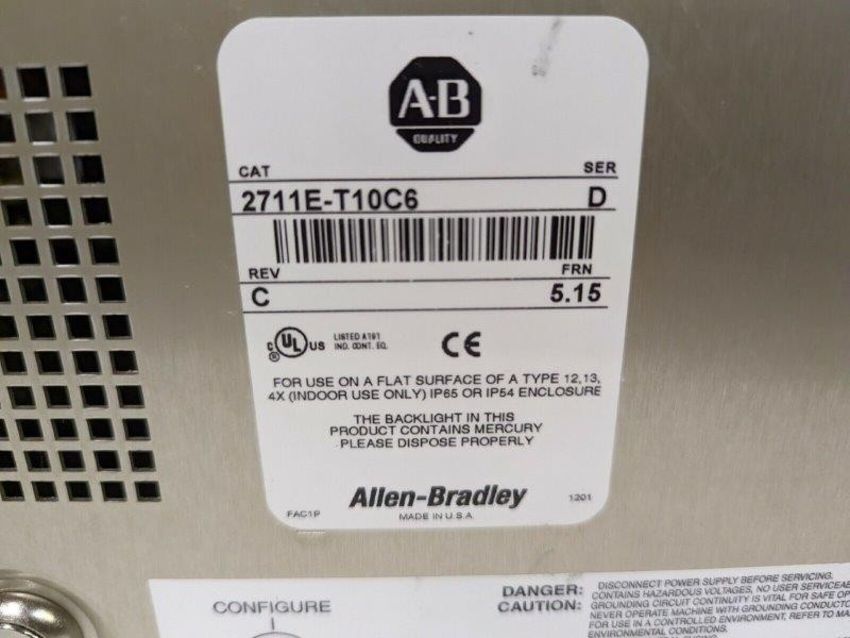 A-B
QUALITY
CAT SER
2711E-T10C6 D
REV FRN
C 5.15
C UL US LISTED A191
IND. CONT. EQ.
CE
FOR USE ON A FLAT SURFACE OF A TYPE 12,13,
4X (INDOOR USE ONLY) IP65 OR IP54 ENCLOSURE
THE BACKLIGHT IN THIS
PRODUCT CONTAINS MERCURY
PLEASE DISPOSE PROPERLY
Allen-Bradley
FAC1P MADE IN U.S.A. 1201
CONFIGURE
DANGER: DISCONNECT POWER SUPPLY BEFORE SERVICING.
CONTAINS HAZARDOUS VOLTAGES, NO USER SERVICEAB
CAUTION: GROUNDING CIRCUIT CONTINUITY IS VITAL FOR SAFE OP
NEVER OPERATE MACHINE WITH GROUNDING CONDUCTO
FOR USE IN A CONTROLLED ENVIRONMENT, REFER TO MA
ENVIRONMENTAL CONDITIONS.